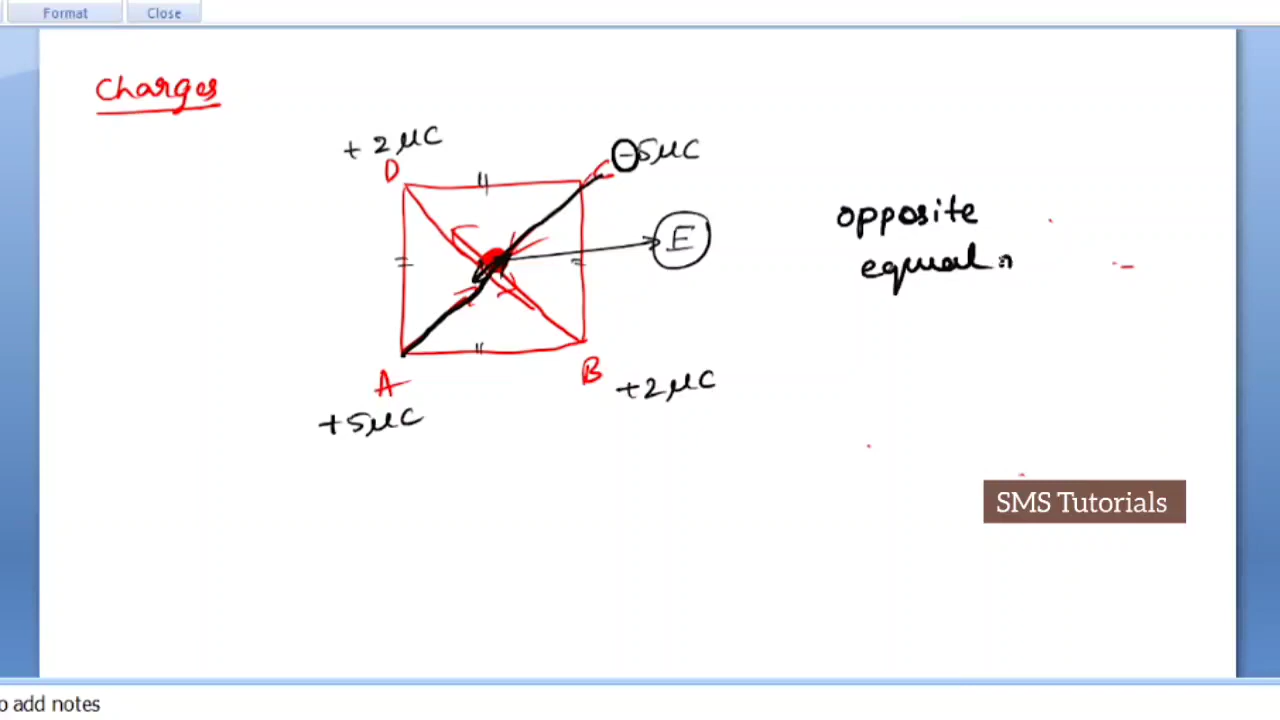 Format Close
Charges
+2μC
D
C
-5μC
E
opposite
equal
A
+5μC
B
+2μC
SMS Tutorials
o add notes